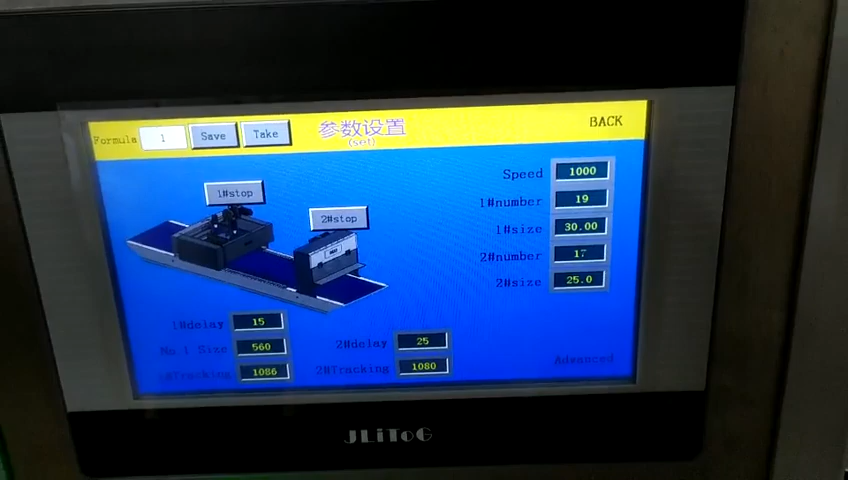 Formula 1 Save Take 参数设置 BACK
(set)
1#stop
2#stop
Speed 1000
1#number 19
1#size 30.00
2#number 17
2#size 25.0
1#delay 15
No.1 Size 560
1#Tracking 1086
2#delay 25
2#Tracking 1080
Advanced
JLiToG